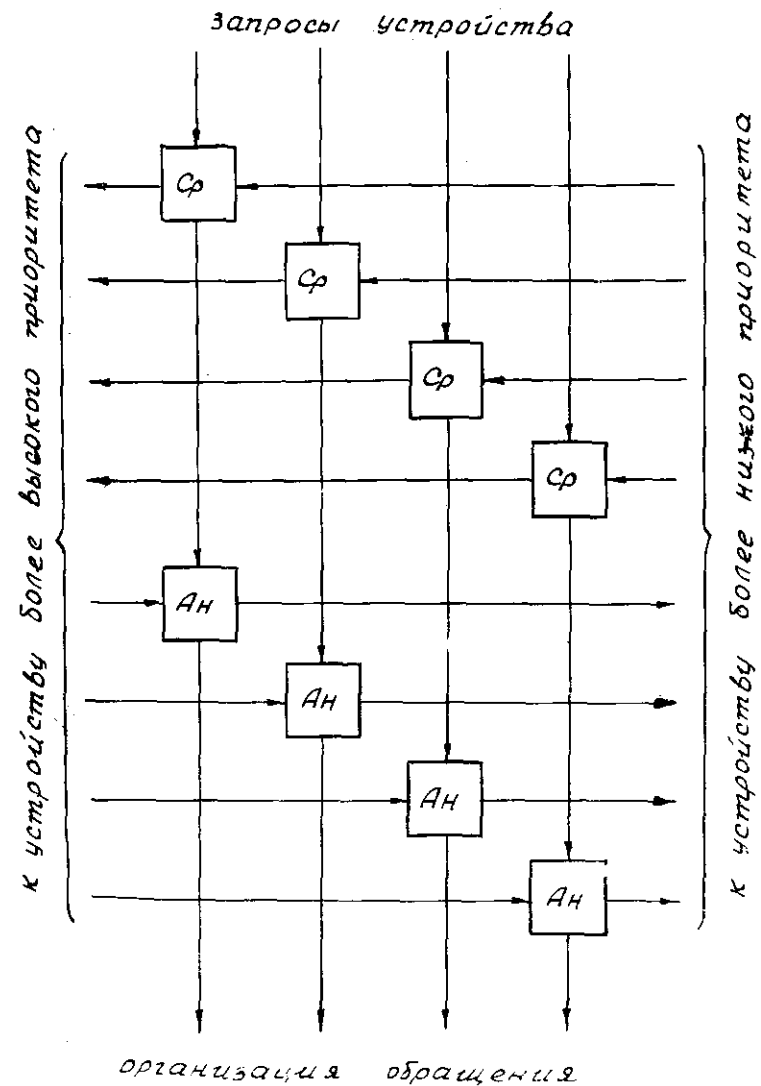 Запросы устройства
к устройству более высокого приоритета
к устройству более низкого приоритета
Ср
Ср
Ср
Ср
Ан
Ан
Ан
Ан
организация обращения